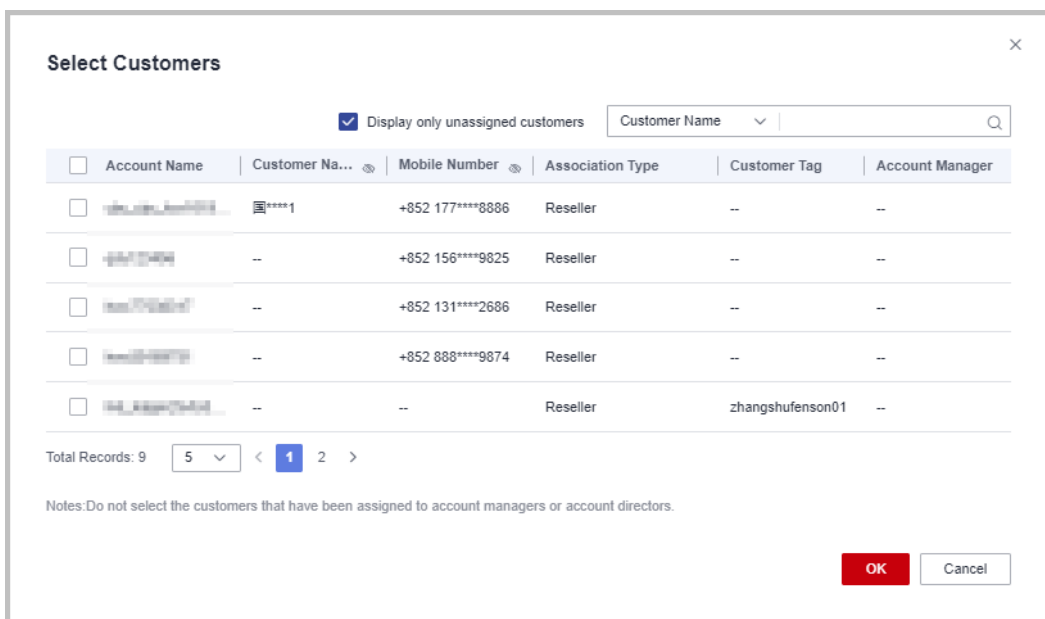 Select Customers
Display only unassigned customers Customer Name
Account Name Customer Na... Mobile Number Association Type Customer Tag Account Manager
国****1 +852 177****8886 Reseller -- --
-- +852 156****9825 Reseller -- --
-- +852 131****2686 Reseller -- --
-- +852 888****9874 Reseller -- --
-- -- Reseller zhangshufenson01 --
Total Records: 9 5 < 1 2 >
Notes:Do not select the customers that have been assigned to account managers or account directors.
OK Cancel